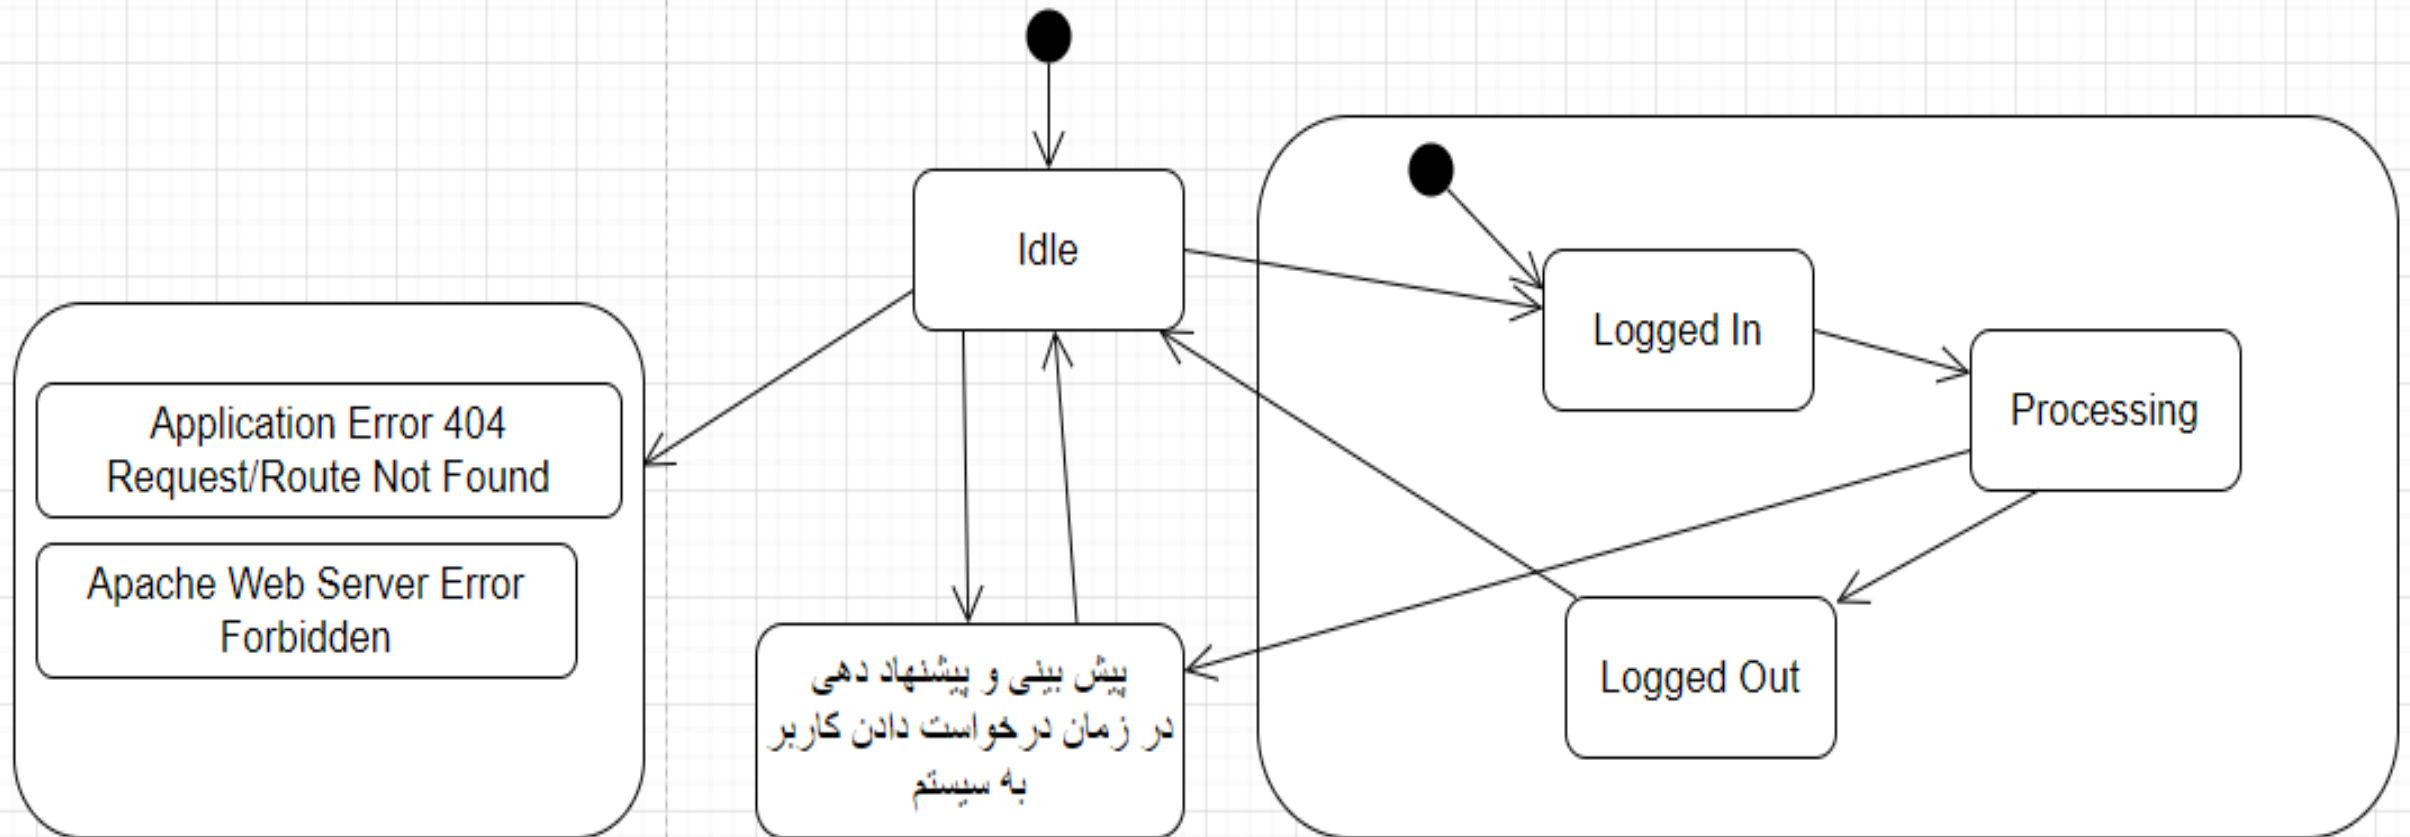 Idle
Logged In
Processing
Application Error 404
Request/Route Not Found
Apache Web Server Error
Forbidden
پیش بینی و پیشنهاد دهی
در زمان درخواست دادن کاربر
به سیستم
Logged Out